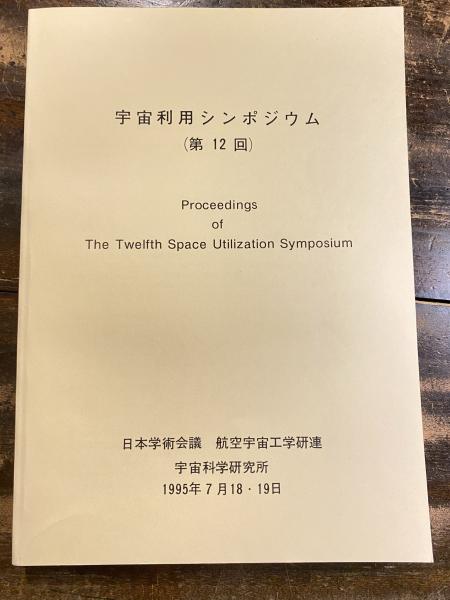 宇宙利用シンポジウム
(第 12 回)
Proceedings
of
The Twelfth Space Utilization Symposium
日本学術会議　航空宇宙工学研連
宇宙科学研究所
1995年7月18・19日